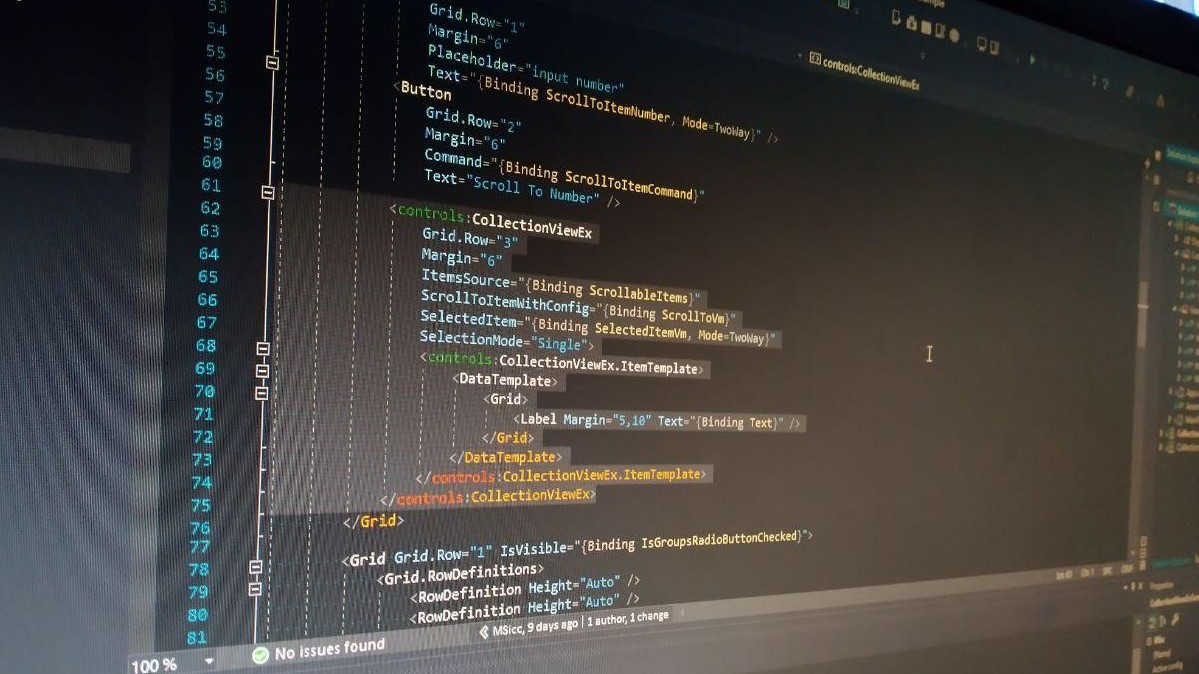 controls:CollectionViewEx
53
54 Grid.Row="1"
55 Margin="6"
56 Placeholder="input number"
57 Text="{Binding ScrollToItemNumber, Mode=TwoWay}" />
58 <Button
59 Grid.Row="2"
60 Margin="6"
61 Command="{Binding ScrollToItemCommand}"
62 Text="Scroll To Number" />
63 <controls:CollectionViewEx
64 Grid.Row="3"
65 Margin="6"
66 ItemsSource="{Binding ScrollableItems}"
67 ScrollToItemWithConfig="{Binding ScrollToVm}"
68 SelectedItem="{Binding SelectedItemVm, Mode=TwoWay}"
69 SelectionMode="Single">
70 <controls:CollectionViewEx.ItemTemplate>
71 <DataTemplate>
72 <Grid>
73 <Label Margin="5,10" Text="{Binding Text}" />
74 </Grid>
75 </DataTemplate>
76 </controls:CollectionViewEx.ItemTemplate>
77 </controls:CollectionViewEx>
78 </Grid>
79 <Grid Grid.Row="1" IsVisible="{Binding IsGroupsRadioButtonChecked}">
80 <Grid.RowDefinitions>
81 <RowDefinition Height="Auto" />
<RowDefinition Height="Auto" />
MSicc, 9 days ago | 1 author, 1 change
100 %
No issues found